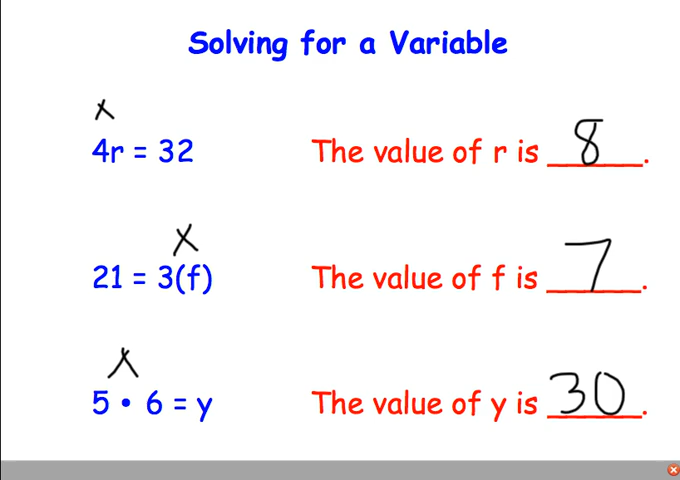 Solving for a Variable
x
4r = 32 The value of r is 8.
x
21 = 3(f) The value of f is 7.
x
5 • 6 = y The value of y is 30.